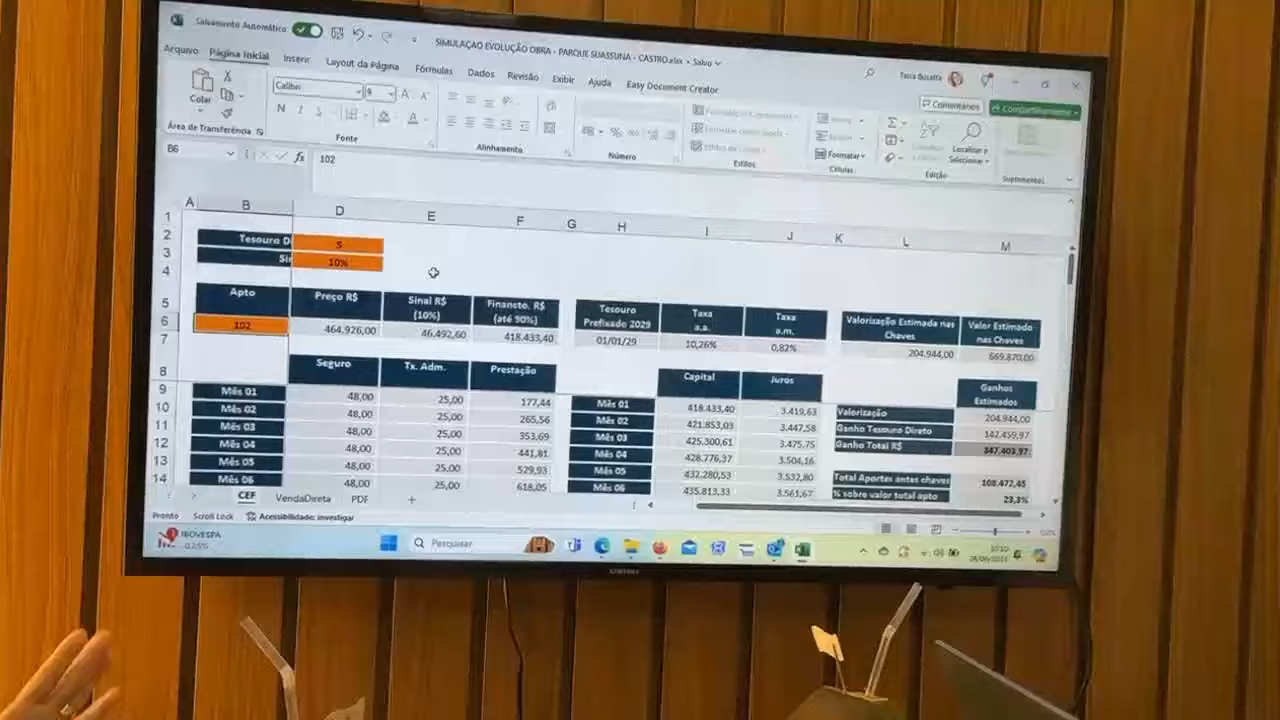 Salvamento Automático
SIMULAÇAO EVOLUÇÃO OBRA - PARQUE SUASSUNA - CASTRO.xlsx • Salvo
Arquivo Página Inicial Inserir Layout da Página Fórmulas Dados Revisão Exibir Ajuda Easy Document Creator
Comentários
Colar
Calibri 9
N I S
Formatar
Localizar e
Selecionar
Área de Transferência Fonte Alinhamento Número Estilos Células Edição
B6 fx 102
A B D E F G H I J K L M
1
2 Tesouro D S
3 Sir 10%
4
5 Apto Preço R$ Sinal R$ (10%) Financto. R$ (até 90%) Tesouro Prefixado 2029 Taxa a.a. Taxa a.m. Valorização Estimada nas Chaves Valor Estimado nas Chaves
6 102 464.926,00 46.492,60 418.433,40 01/01/29 10,26% 0,82% 204.944,00 669.870,00
7
8 Seguro Tx. Adm. Prestação Capital Juros Ganhos Estimados
9 Mês 01 48,00 25,00 177,44 Mês 01 418.433,40 3.419,63 Valorização 204.944,00
10 Mês 02 48,00 25,00 265,56 Mês 02 421.853,03 3.447,58 Ganho Tesouro Direto 142.459,97
11 Mês 03 48,00 25,00 353,69 Mês 03 425.300,61 3.475,75 Ganho Total R$ 347.403,97
12 Mês 04 48,00 25,00 441,81 Mês 04 428.776,37 3.504,16
13 Mês 05 48,00 25,00 529,93 Mês 05 432.280,53 3.532,80 Total Aportes antes chaves 108.472,45
14 Mês 06 48,00 25,00 618,05 Mês 06 435.813,33 3.561,67 % sobre valor total apto 23,3%
CEF VendaDireta PDF +
Pronto Scroll Lock Acessibilidade: investigar
IBOVESPA
Pesquisar
10:10
SAMSUNG